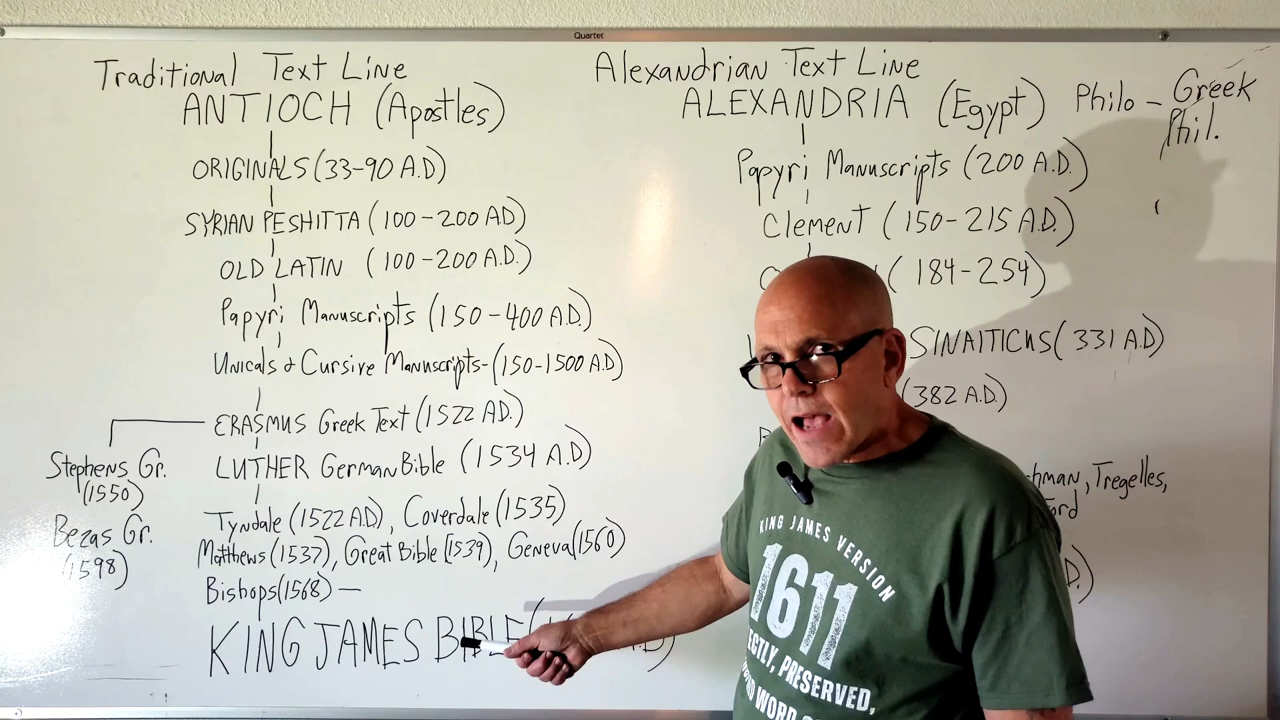 Quartet
Traditional Text Line
ANTIOCH (Apostles)
ORIGINALS (33-90 A.D)
SYRIAN PESHITTA (100-200 AD)
OLD LATIN (100-200 A.D.)
Papyri Manuscripts (150-400 A.D.)
Unicals & Cursive Manuscripts-(150-1500 A.D)
ERASMUS Greek Text (1522 AD.)
Stephens Gr.
(1550)
Bezas Gr.
(1598)
LUTHER German Bible (1534 A.D)
Tyndale (1522 A.D), Coverdale (1535)
Matthews (1537), Great Bible (1539), Geneva (1560)
Bishops (1568) —
KING JAMES BIBLE
Alexandrian Text Line
ALEXANDRIA (Egypt)
Philo - Greek
Phil.
Papyri Manuscripts (200 A.D.)
Clement (150-215 A.D.)
(184-254)
SINAITICUS (331 A.D)
(382 A.D.)
Tregelles,
KING JAMES VERSION
1611
PRESERVED,
WORD